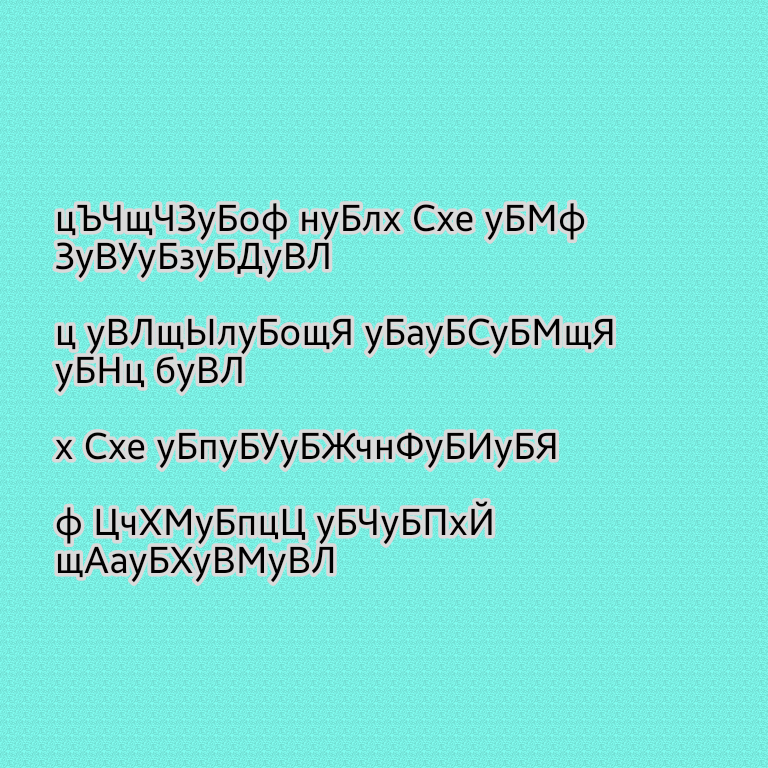 цЪЧщЧЗуБоф нуБлх Схе уБМф
ЗуВУуБзуБДуВЛ
ц уВЛщЫлуБощЯ уБауБСуБМщЯ
уБНц буВЛ
х Схе уБпуБУуБЖчнФуБИуБЯ
ф ЦчХМуБпцЦ уБЧуБПхЙ
щАауБХуВМуВЛ